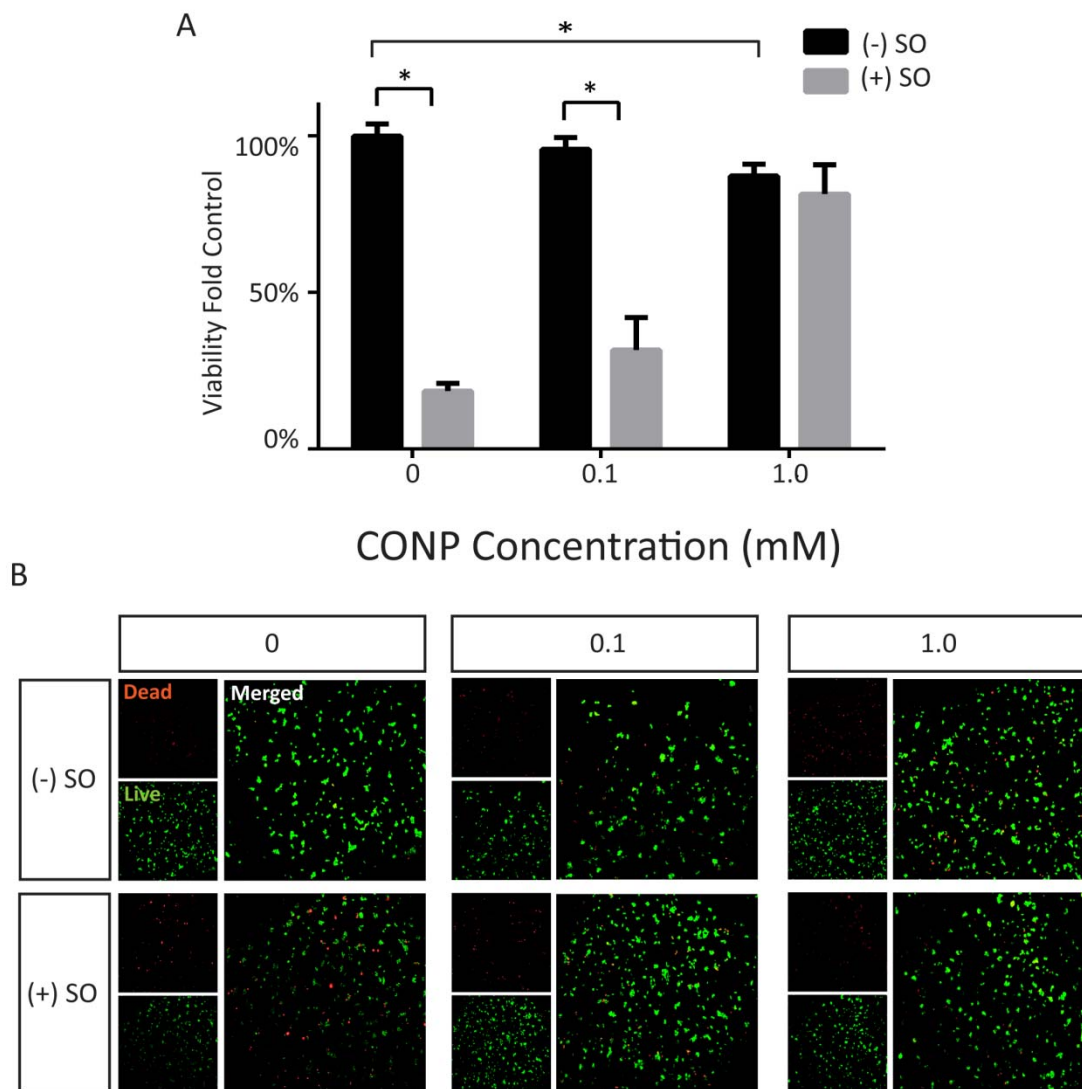 A
*
(-) SO
(+) SO
*
*
Viability Fold Control
100%
50%
0%
0
0.1
1.0
CONP Concentration (mM)
B
0
0.1
1.0
(-) SO
Dead
Merged
Live
(+) SO